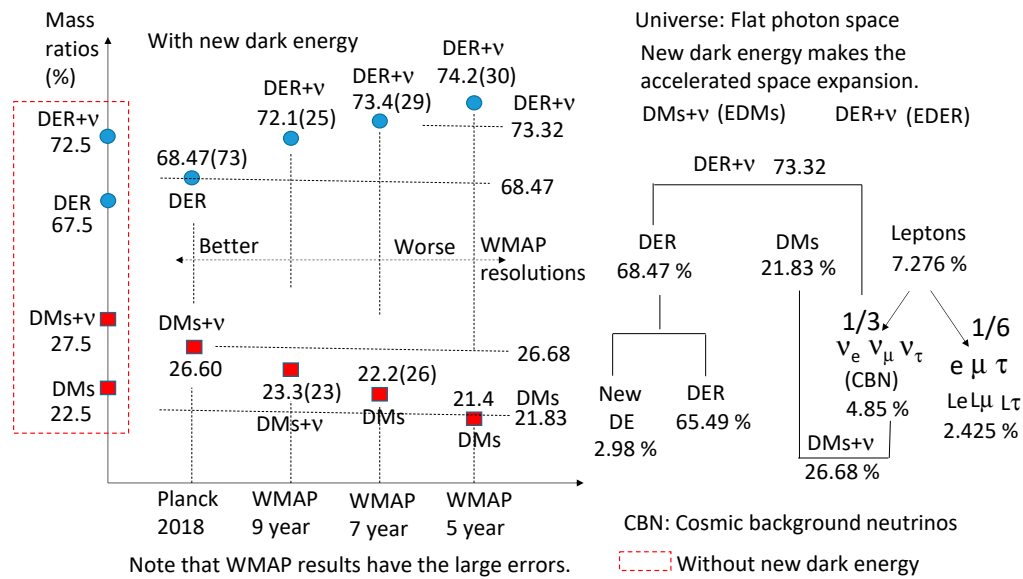 Mass
ratios
(%)
With new dark energy
DER+ν
72.5
DER
67.5
DMs+ν
27.5
DMs
22.5
68.47(73)
DER
DER+ν
72.1(25)
DER+ν
73.4(29)
DER+ν
74.2(30)
DER+ν
73.32
68.47
Better
Worse
WMAP
resolutions
DMs+ν
26.60
23.3(23)
DMs+ν
22.2(26)
DMs
21.4
DMs
26.68
DMs
21.83
Planck
2018
WMAP
9 year
WMAP
7 year
WMAP
5 year
Note that WMAP results have the large errors.
Universe: Flat photon space
New dark energy makes the
accelerated space expansion.
DMs+ν (EDMs)
DER+ν (EDER)
DER+ν 73.32
DER
68.47 %
DMs
21.83 %
Leptons
7.276 %
New
DE
2.98 %
DER
65.49 %
1/3
νe νμ ντ
(CBN)
4.85 %
1/6
e μ τ
Le Lμ Lτ
2.425 %
DMs+ν
26.68 %
CBN: Cosmic background neutrinos
Without new dark energy